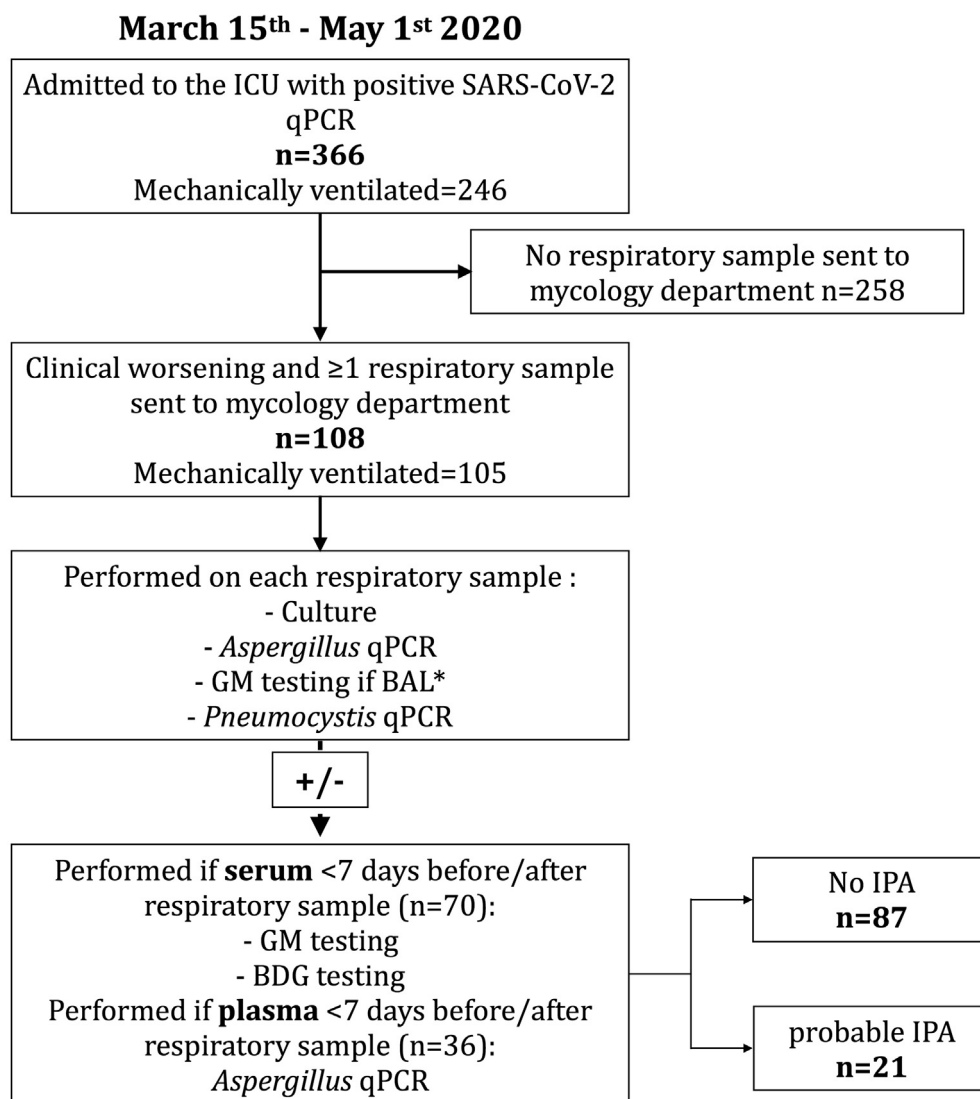 March 15th - May 1st 2020
Admitted to the ICU with positive SARS-CoV-2
qPCR
n=366
Mechanically ventilated=246
No respiratory sample sent to
mycology department n=258
Clinical worsening and ≥1 respiratory sample
sent to mycology department
n=108
Mechanically ventilated=105
Performed on each respiratory sample :
- Culture
- Aspergillus qPCR
- GM testing if BAL*
- Pneumocystis qPCR
+/-
Performed if serum <7 days before/after
respiratory sample (n=70):
- GM testing
- BDG testing
Performed if plasma <7 days before/after
respiratory sample (n=36):
Aspergillus qPCR
No IPA
n=87
probable IPA
n=21